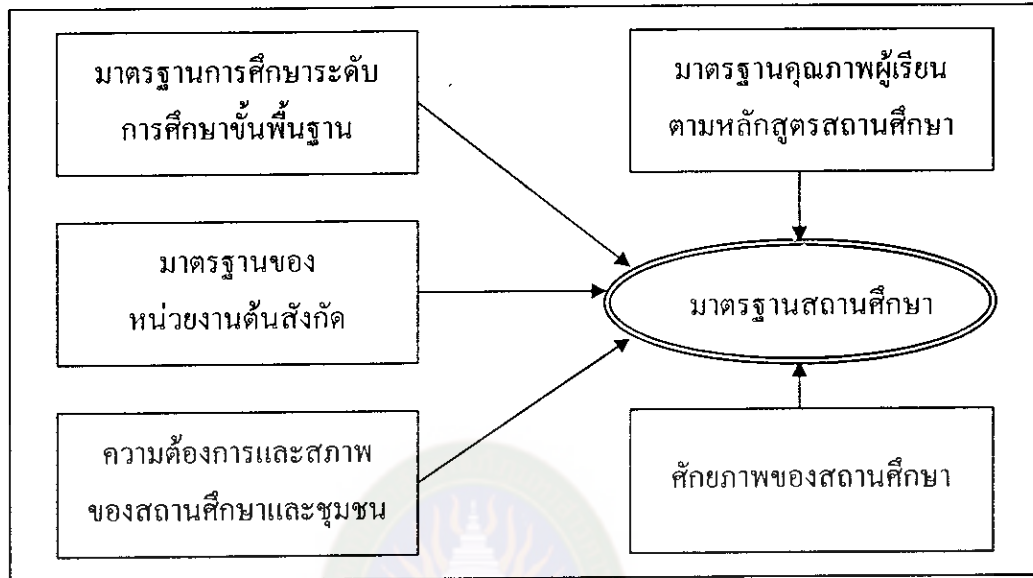 มาตรฐานการศึกษาระดับ
การศึกษาขั้นพื้นฐาน
มาตรฐานคุณภาพผู้เรียน
ตามหลักสูตรสถานศึกษา
มาตรฐานของ
หน่วยงานต้นสังกัด
มาตรฐานสถานศึกษา
ความต้องการและสภาพ
ของสถานศึกษาและชุมชน
ศักยภาพของสถานศึกษา